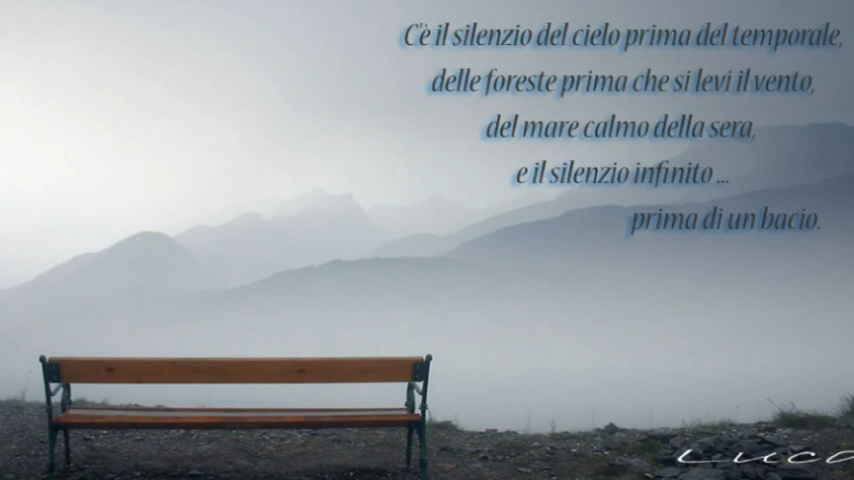 C'è il silenzio del cielo prima del temporale,
delle foreste prima che si levi il vento,
del mare calmo della sera,
e il silenzio infinito ...
prima di un bacio.
Luca